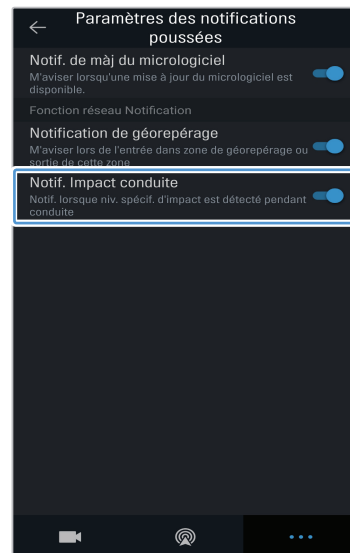 Paramètres des notifications
poussées
Notif. de màj du micrologiciel
M'aviser lorsqu'une mise à jour du micrologiciel est
disponible.
Fonction réseau Notification
Notification de géorepérage
M'aviser lors de l'entrée dans zone de géorepérage ou
sortie de cette zone
Notif. Impact conduite
Notif. lorsque niv. spécif. d'impact est détecté pendant
conduite